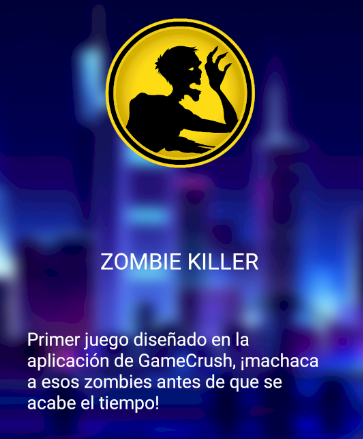 ZOMBIE KILLER
Primer juego diseñado en la
aplicación de GameCrush, ¡machaca
a esos zombies antes de que se
acabe el tiempo!